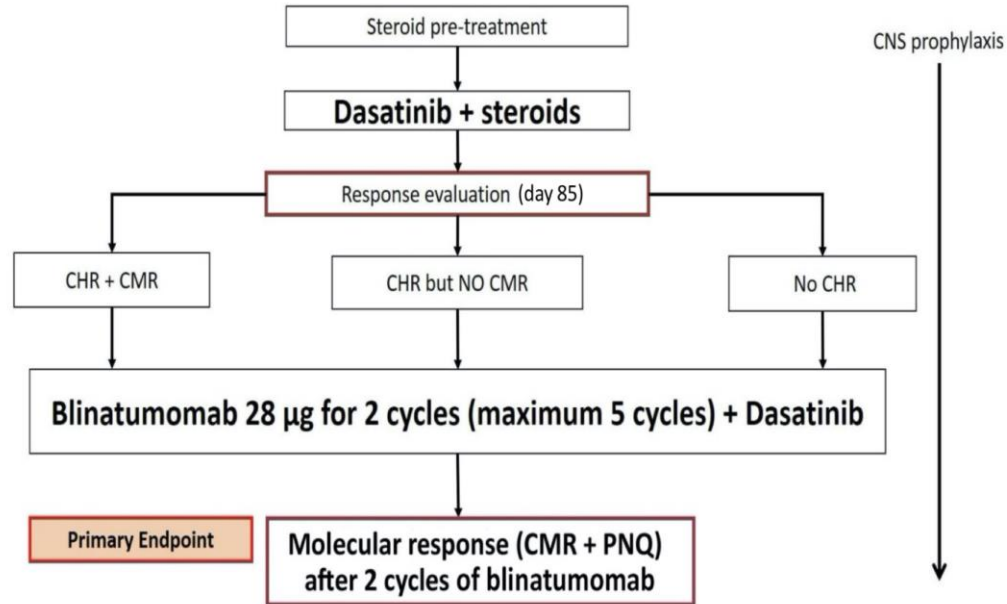 Steroid pre-treatment
CNS prophylaxis
Dasatinib + steroids
Response evaluation (day 85)
CHR + CMR
CHR but NO CMR
No CHR
Blinatumomab 28 µg for 2 cycles (maximum 5 cycles) + Dasatinib
Primary Endpoint
Molecular response (CMR + PNQ)
after 2 cycles of blinatumomab